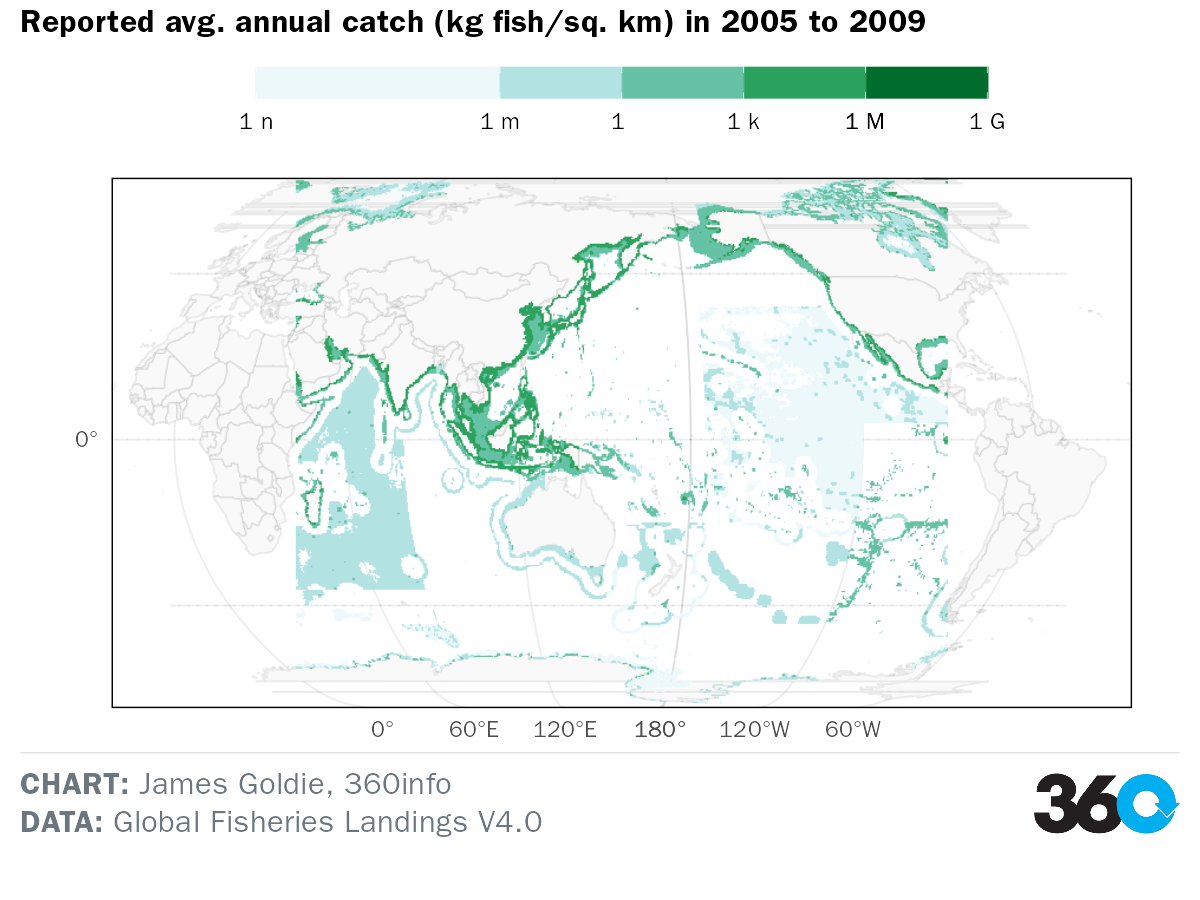 Reported avg. annual catch (kg fish/sq. km) in 2005 to 2009
1 n 1 m 1 1 k 1 M 1 G
0°
0° 60°E 120°E 180° 120°W 60°W
CHART: James Goldie, 360info
DATA: Global Fisheries Landings V4.0
360